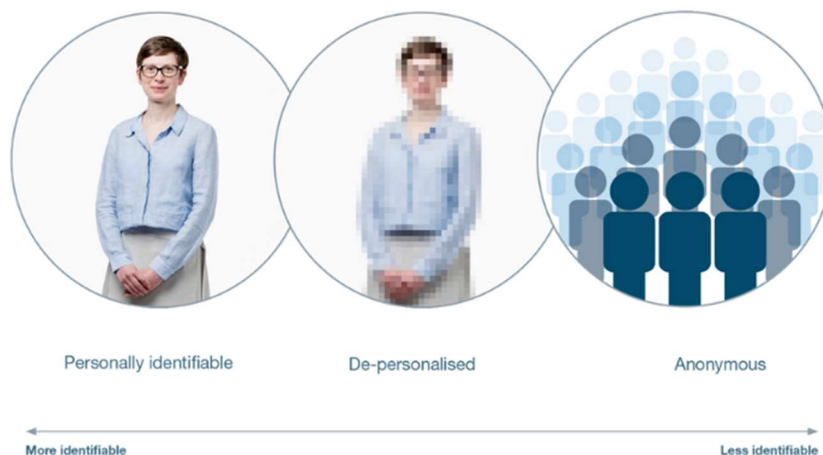 Personally identifiable
De-personalised
Anonymous
More identifiable
Less identifiable